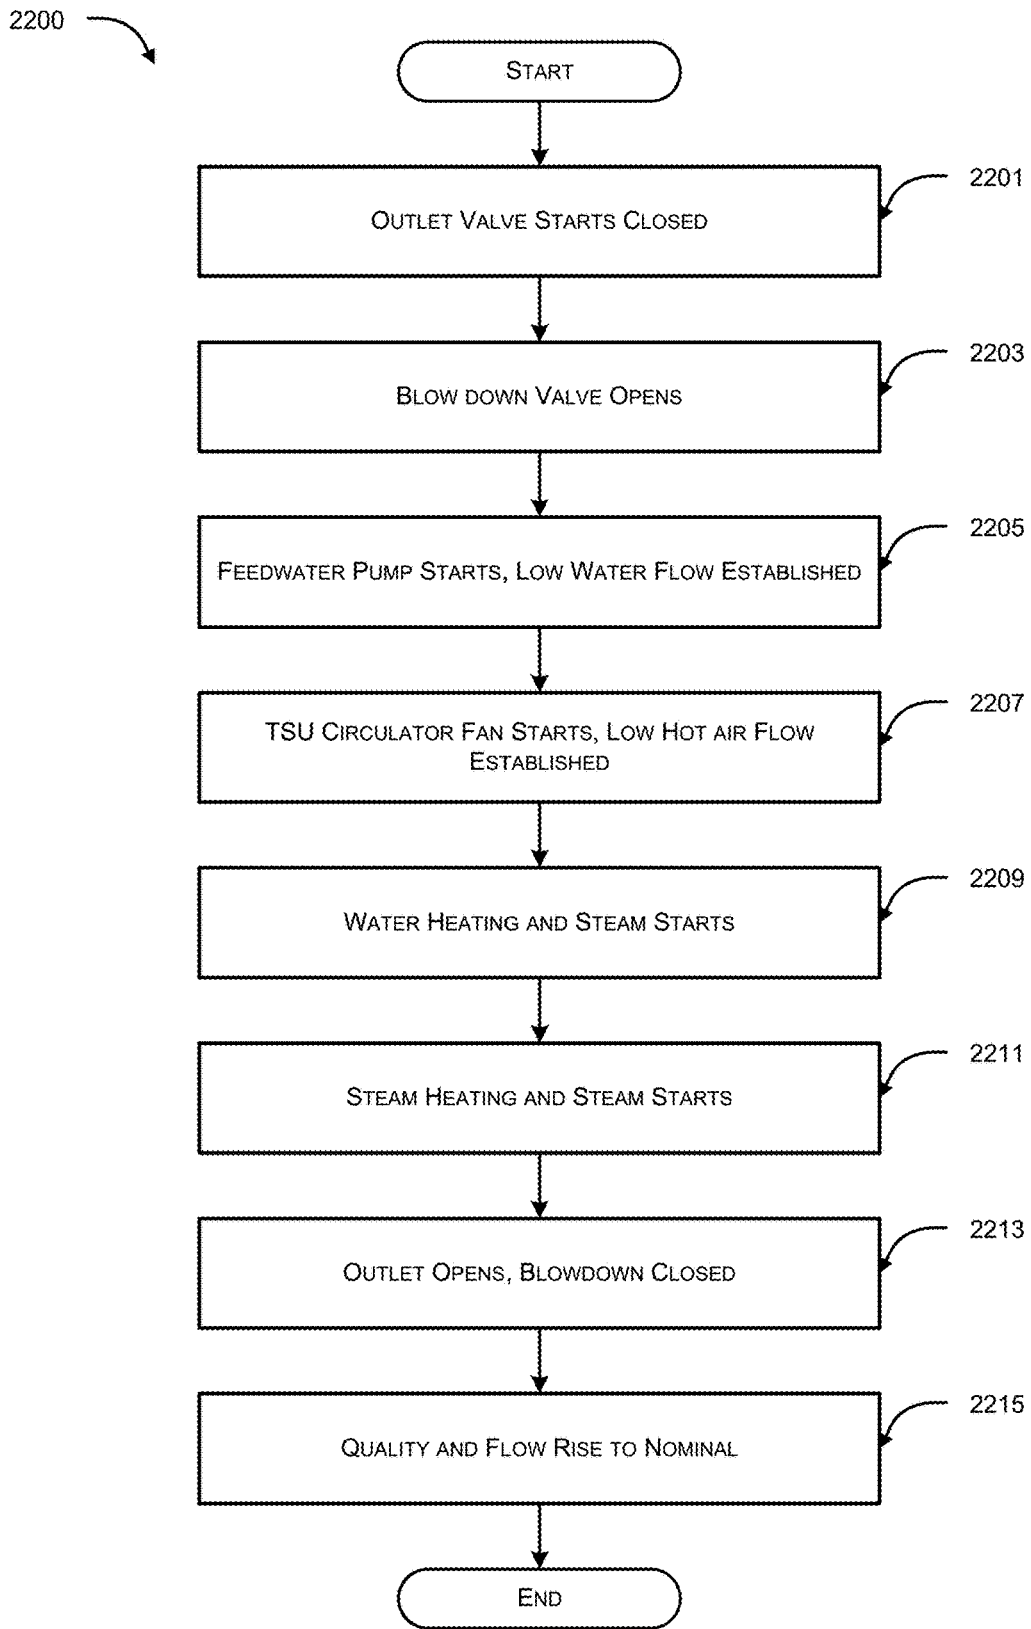 2200
START
OUTLET VALVE STARTS CLOSED
2201
BLOW DOWN VALVE OPENS
2203
FEEDWATER PUMP STARTS, LOW WATER FLOW ESTABLISHED
2205
TSU CIRCULATOR FAN STARTS, LOW HOT AIR FLOW
ESTABLISHED
2207
WATER HEATING AND STEAM STARTS
2209
STEAM HEATING AND STEAM STARTS
2211
OUTLET OPENS, BLOWDOWN CLOSED
2213
QUALITY AND FLOW RISE TO NOMINAL
2215
END